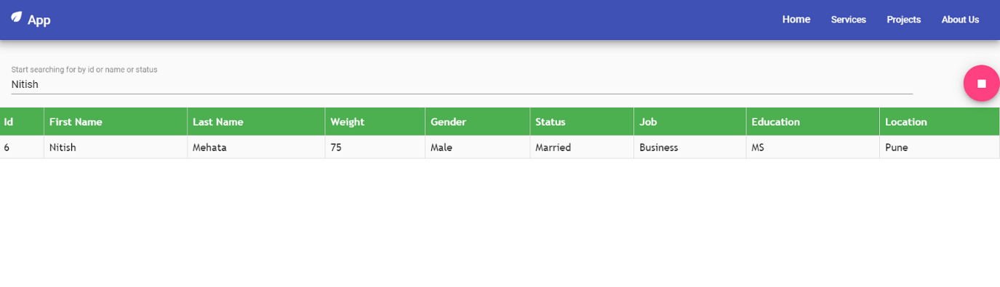 App Home Services Projects About Us
Start searching for by id or name or status
Nitish
Id First Name Last Name Weight Gender Status Job Education Location
6 Nitish Mehata 75 Male Married Business MS Pune